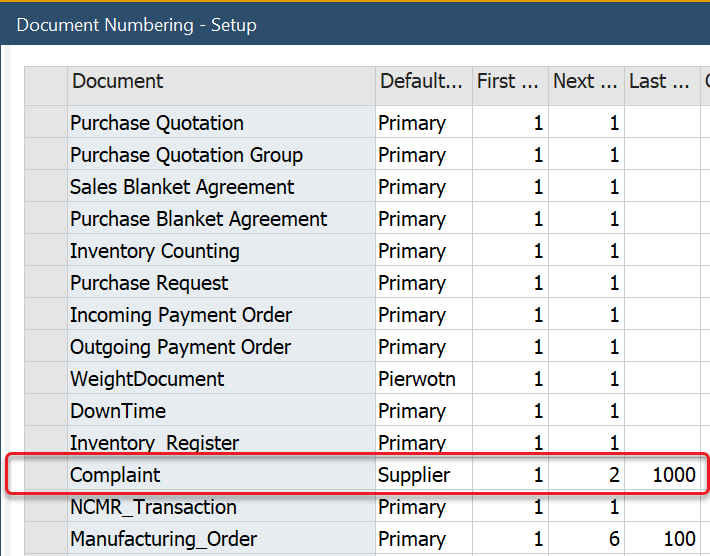 Document Numbering - Setup
Document Default... First ... Next ... Last ...
Purchase Quotation Primary 1 1
Purchase Quotation Group Primary 1 1
Sales Blanket Agreement Primary 1 1
Purchase Blanket Agreement Primary 1 1
Inventory Counting Primary 1 1
Purchase Request Primary 1 1
Incoming Payment Order Primary 1 1
Outgoing Payment Order Primary 1 1
WeightDocument Pierwotn 1 1
DownTime Primary 1 1
Inventory_Register Primary 1 1
Complaint Supplier 1 2 1000
NCMR_Transaction Primary 1 1
Manufacturing_Order Primary 1 6 100